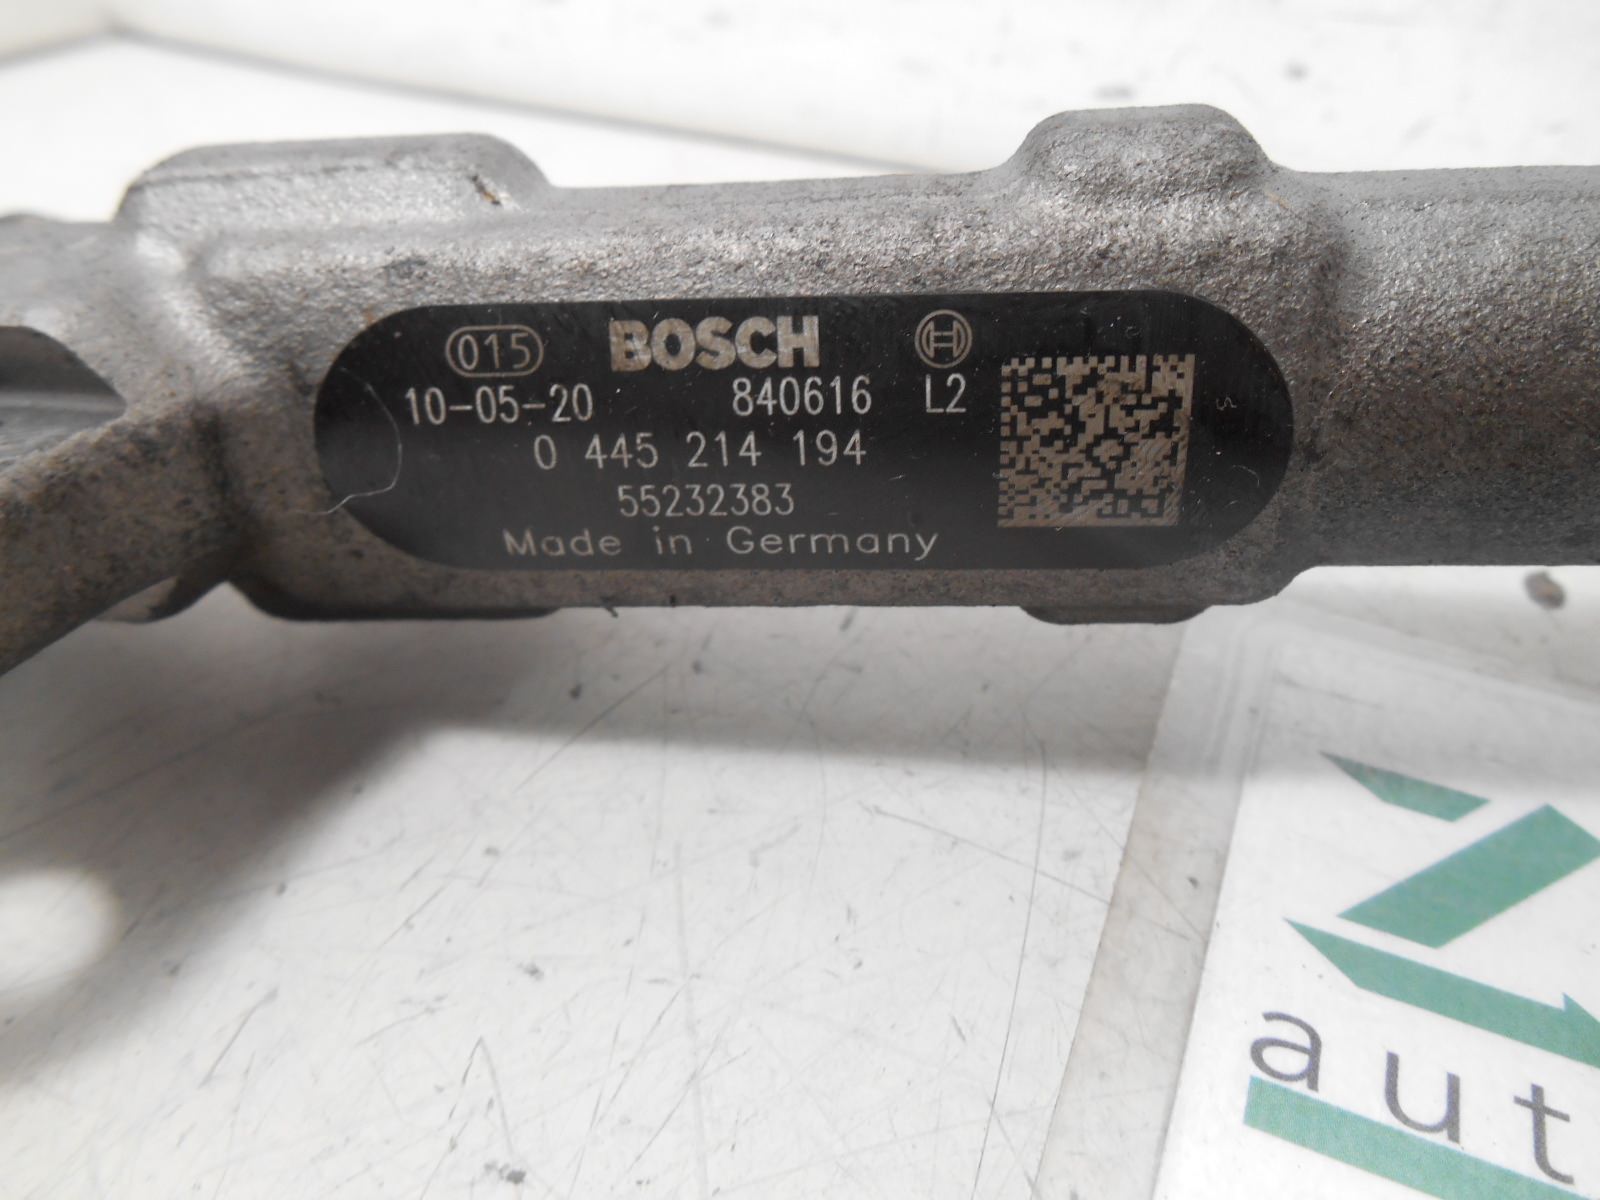 015 BOSCH
10-05-20 840616 L2
0 445 214 194
55232383
Made in Germany
aut